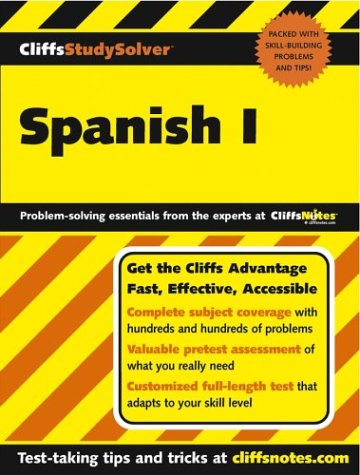 CliffsStudySolver™
PACKED WITH
SKILL-BUILDING
PROBLEMS
AND TIPS!
Spanish I
Problem-solving essentials from the experts at CliffsNotes
cliffsnotes.com
Get the Cliffs Advantage
Fast, Effective, Accessible
Complete subject coverage with
hundreds and hundreds of problems
Valuable pretest assessment of
what you really need
Customized full-length test that
adapts to your skill level
Test-taking tips and tricks at cliffsnotes.com